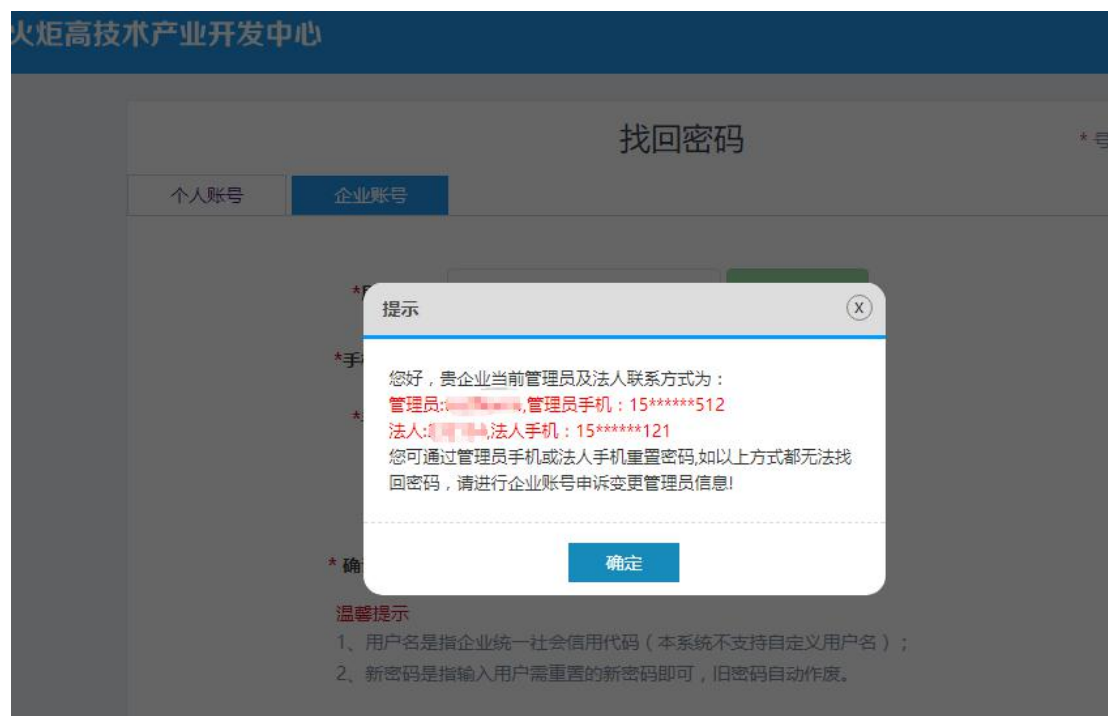 火炬高技术产业开发中心
找回密码
*
个人账号
企业账号
*
提示
X
*手
您好，贵企业当前管理员及法人联系方式为：
管理员:,管理员手机：15******512
*
法人:,法人手机：15******121
您可通过管理员手机或法人手机重置密码,如以上方式都无法找
回密码，请进行企业账号申诉变更管理员信息!
* 确
确定
温馨提示
1、用户名是指企业统一社会信用代码（本系统不支持自定义用户名）；
2、新密码是指输入用户需重置的新密码即可，旧密码自动作废。